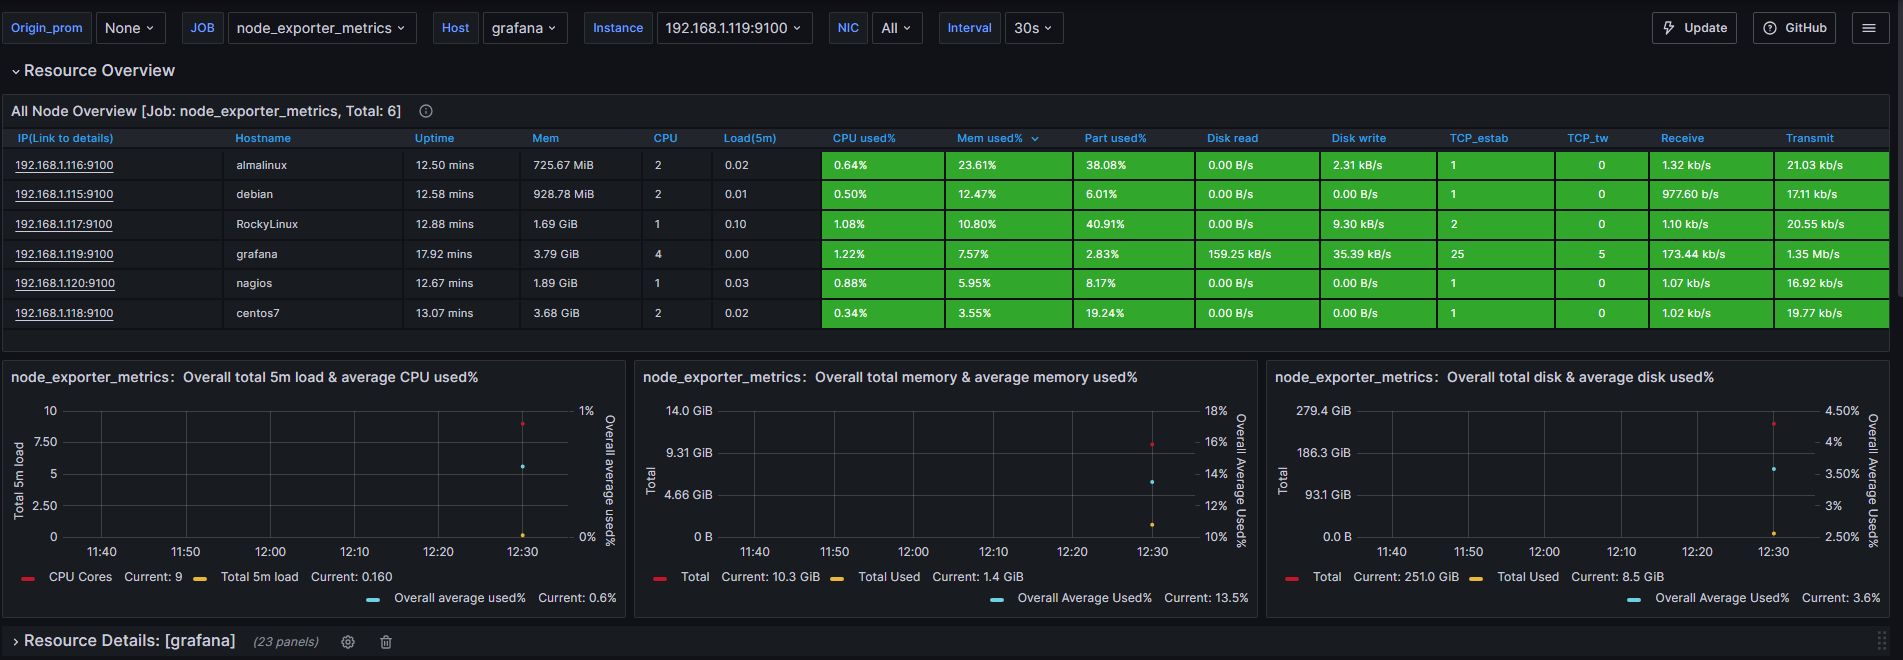 Origin_prom None JOB node_exporter_metrics Host grafana Instance 192.168.1.119:9100 NIC All Interval 30s Update GitHub
Resource Overview
All Node Overview [Job: node_exporter_metrics, Total: 6]
IP(Link to details) Hostname Uptime Mem CPU Load(5m) CPU used% Mem used% Part used% Disk read Disk write TCP_estab TCP_tw Receive Transmit
192.168.1.116:9100 almalinux 12.50 mins 725.67 MiB 2 0.02 0.64% 23.61% 38.08% 0.00 B/s 2.31 kB/s 1 0 1.32 kb/s 21.03 kb/s
192.168.1.115:9100 debian 12.58 mins 928.78 MiB 2 0.01 0.50% 12.47% 6.01% 0.00 B/s 0.00 B/s 1 0 977.60 b/s 17.11 kb/s
192.168.1.117:9100 RockyLinux 12.88 mins 1.69 GiB 1 0.10 1.08% 10.80% 40.91% 0.00 B/s 9.30 kB/s 2 0 1.10 kb/s 20.55 kb/s
192.168.1.119:9100 grafana 17.92 mins 3.79 GiB 4 0.00 1.22% 7.57% 2.83% 159.25 kB/s 35.39 kB/s 25 5 173.44 kb/s 1.35 Mb/s
192.168.1.120:9100 nagios 12.67 mins 1.89 GiB 1 0.03 0.88% 5.95% 8.17% 0.00 B/s 0.00 B/s 1 0 1.07 kb/s 16.92 kb/s
192.168.1.118:9100 centos7 13.07 mins 3.68 GiB 2 0.02 0.34% 3.55% 19.24% 0.00 B/s 0.00 B/s 1 0 1.02 kb/s 19.77 kb/s
node_exporter_metrics： Overall total 5m load & average CPU used%
Total 5m load
10
7.50
5
2.50
0
1%
0%
Overall average used%
11:40 11:50 12:00 12:10 12:20 12:30
CPU Cores Current: 9 Total 5m load Current: 0.160
Overall average used% Current: 0.6%
node_exporter_metrics： Overall total memory & average memory used%
Total
14.0 GiB
9.31 GiB
4.66 GiB
0 B
18%
16%
14%
12%
10%
Overall Average Used%
11:40 11:50 12:00 12:10 12:20 12:30
Total Current: 10.3 GiB Total Used Current: 1.4 GiB
Overall Average Used% Current: 13.5%
node_exporter_metrics： Overall total disk & average disk used%
Total
279.4 GiB
186.3 GiB
93.1 GiB
0.0 B
4.50%
4%
3.50%
3%
2.50%
Overall Average Used%
11:40 11:50 12:00 12:10 12:20 12:30
Total Current: 251.0 GiB Total Used Current: 8.5 GiB
Overall Average Used% Current: 3.6%
Resource Details: [grafana] (23 panels)